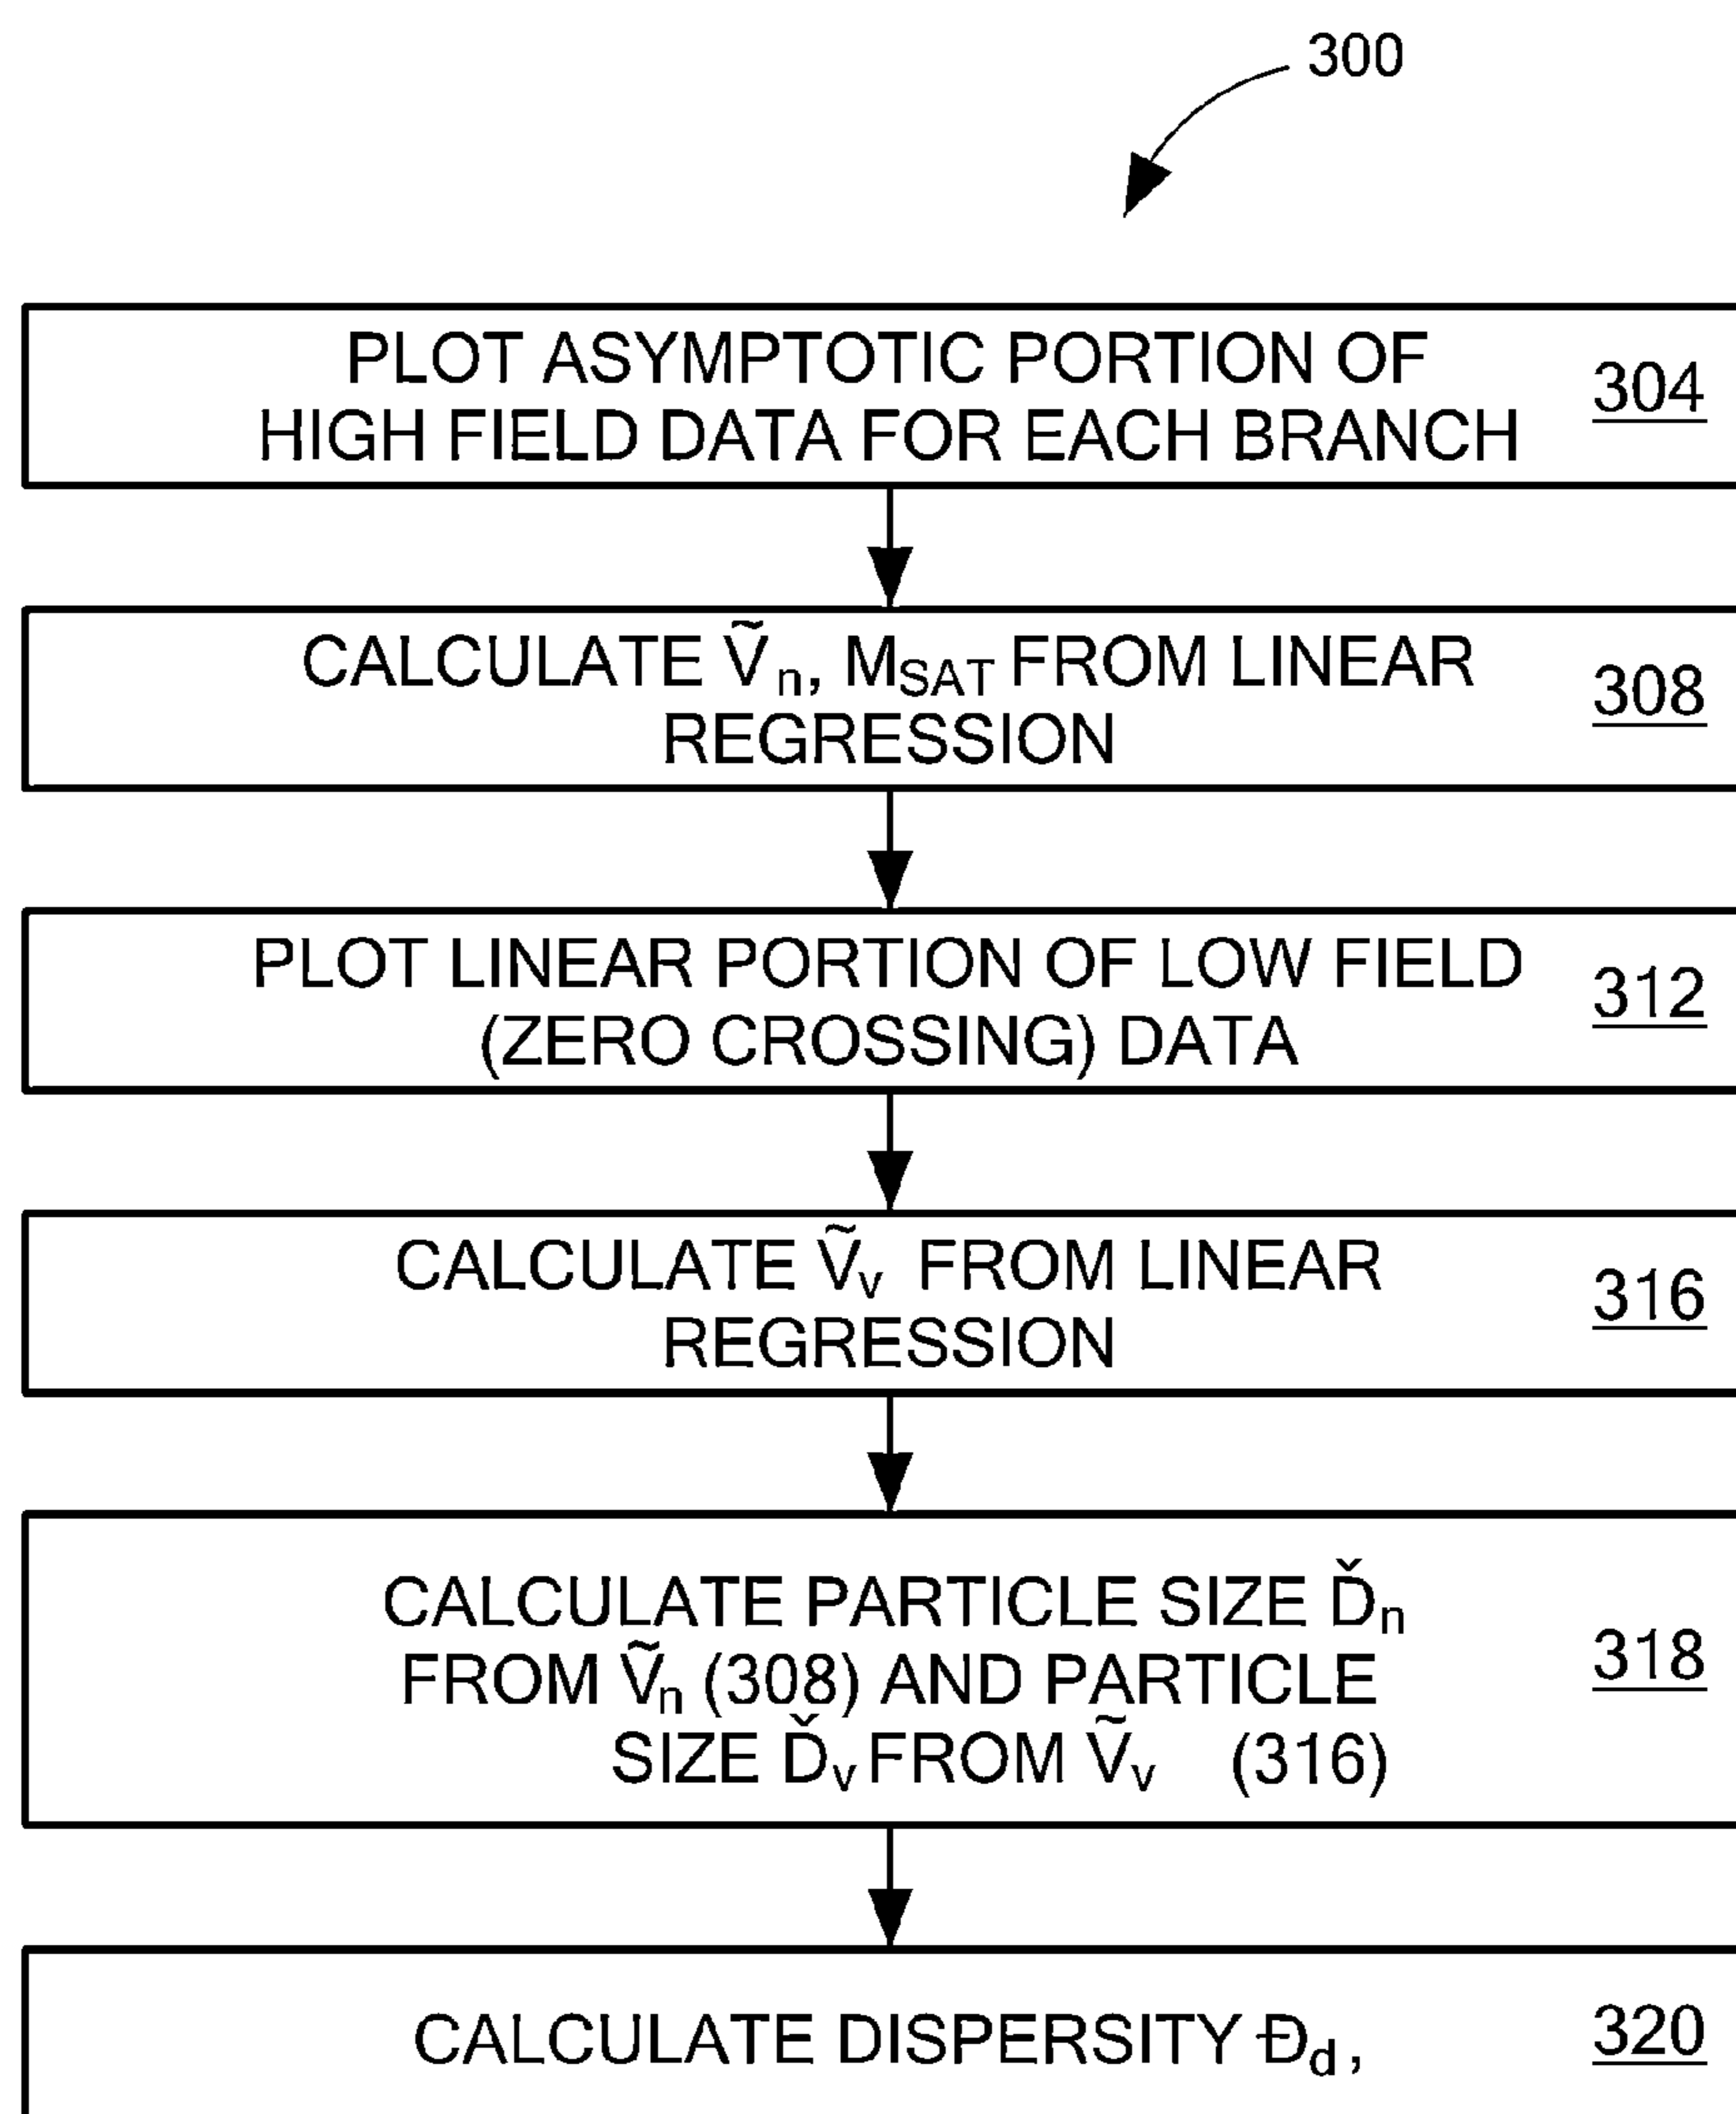 300
PLOT ASYMPTOTIC PORTION OF
HIGH FIELD DATA FOR EACH BRANCH
304
CALCULATE Ṽn, MSAT FROM LINEAR
REGRESSION
308
PLOT LINEAR PORTION OF LOW FIELD
(ZERO CROSSING) DATA
312
CALCULATE Ṽv FROM LINEAR
REGRESSION
316
CALCULATE PARTICLE SIZE Ďn
FROM Ṽn (308) AND PARTICLE
SIZE Ďv FROM Ṽv (316)
318
CALCULATE DISPERSITY Đd,
320